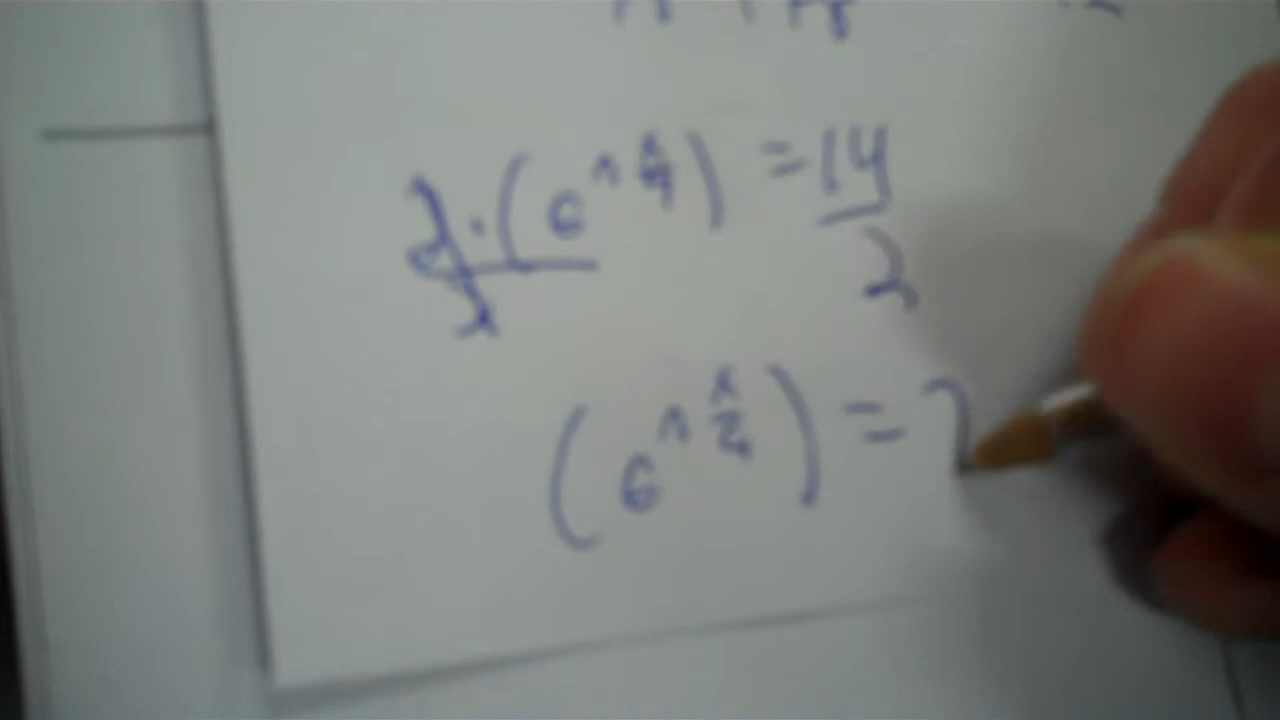 2·(6^x/4) = 14
2 2
(6^x/4) = 7